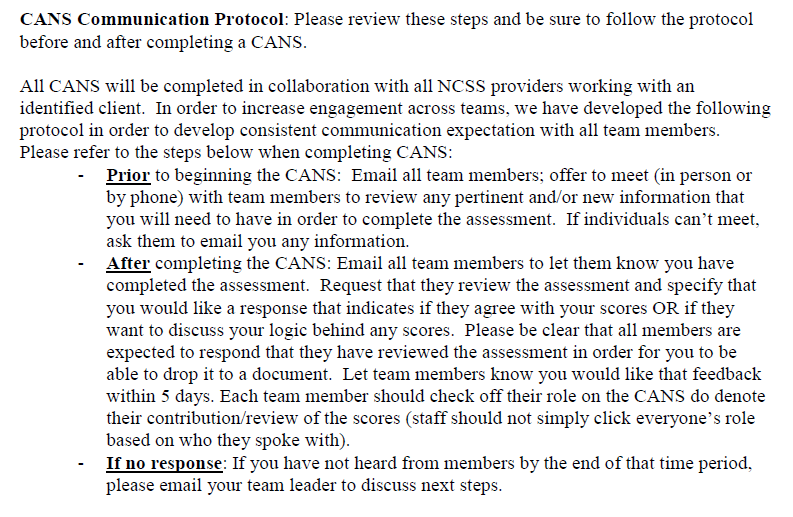 CANS Communication Protocol: Please review these steps and be sure to follow the protocol
before and after completing a CANS.
All CANS will be completed in collaboration with all NCSS providers working with an
identified client.  In order to increase engagement across teams, we have developed the following
protocol in order to develop consistent communication expectation with all team members.
Please refer to the steps below when completing CANS:
- Prior to beginning the CANS:  Email all team members; offer to meet (in person or
by phone) with team members to review any pertinent and/or new information that
you will need to have in order to complete the assessment.  If individuals can’t meet,
ask them to email you any information.
- After completing the CANS: Email all team members to let them know you have
completed the assessment.  Request that they review the assessment and specify that
you would like a response that indicates if they agree with your scores OR if they
want to discuss your logic behind any scores.  Please be clear that all members are
expected to respond that they have reviewed the assessment in order for you to be
able to drop it to a document.  Let team members know you would like that feedback
within 5 days. Each team member should check off their role on the CANS do denote
their contribution/review of the scores (staff should not simply click everyone’s role
based on who they spoke with).
- If no response: If you have not heard from members by the end of that time period,
please email your team leader to discuss next steps.